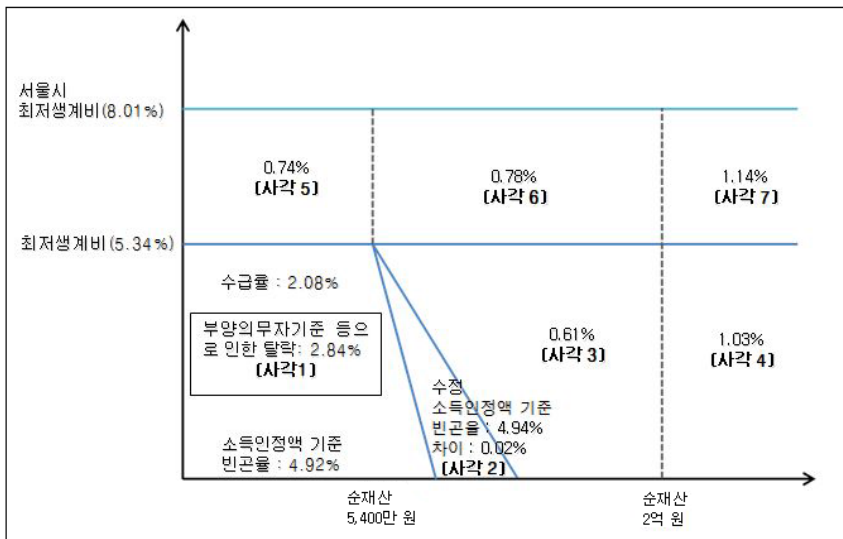 서울시
최저생계비(8.01%)
0.74%
(사각 5)
0.78%
(사각 6)
1.14%
(사각 7)
최저생계비(5.34%)
수급률 : 2.08%
부양의무자기준 등으
로 인한 탈락: 2.84%
(사각1)
0.61%
(사각 3)
1.03%
(사각 4)
수정
소득인정액 기준
빈곤율 : 4.94%
차이 : 0.02%
(사각 2)
소득인정액 기준
빈곤율 : 4.92%
순재산
5,400만 원
순재산
2억 원